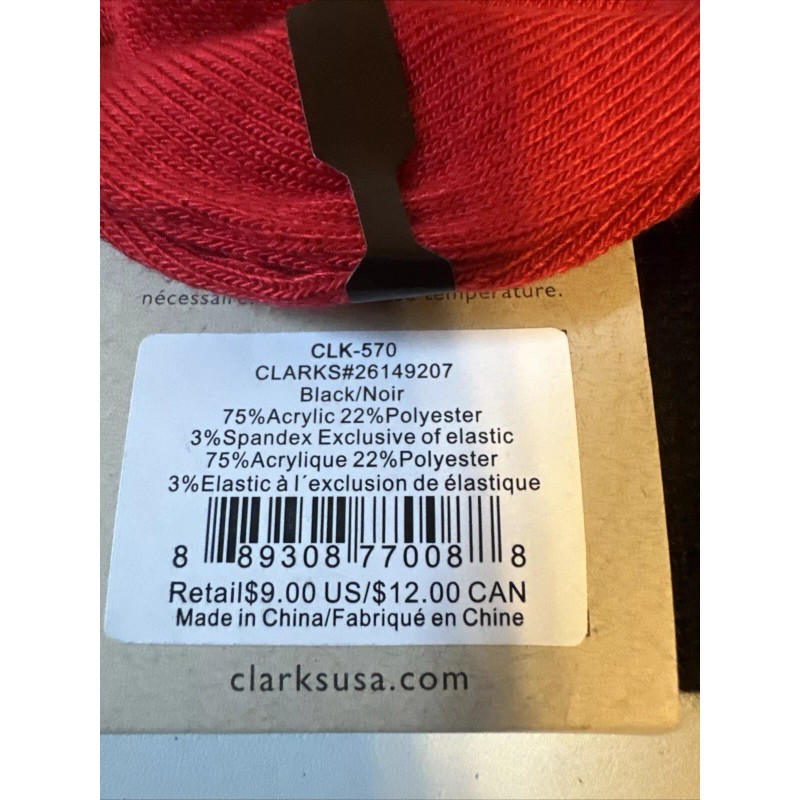 nécessaire. température.
CLK-570
CLARKS#26149207
Black/Noir
75%Acrylic 22%Polyester
3%Spandex Exclusive of elastic
75%Acrylique 22%Polyester
3%Elastic à l´exclusion de élastique
8 89308 77008 8
Retail$9.00 US/$12.00 CAN
Made in China/Fabriqué en Chine
clarksusa.com